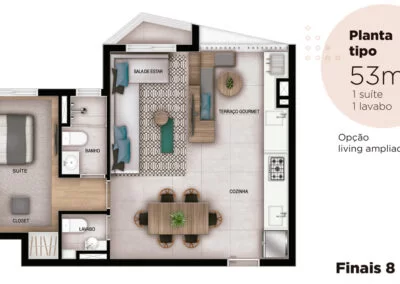 Planta
tipo
53m
1 suíte
1 lavabo
Opção
living ampliad
SALA DE ESTAR
TERRAÇO GOURMET
BANHO
SUÍTE
COZINHA
CLOSET
LAVABO
Finais 8